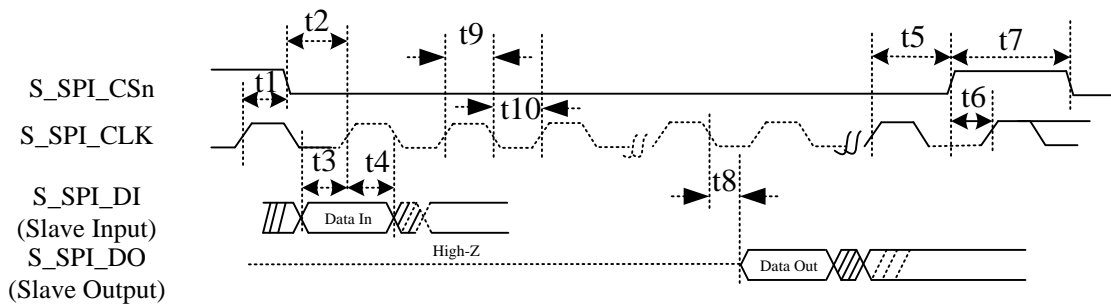 t2
t9
t5
t7
S_SPI_CSn
t1
t10
t6
S_SPI_CLK
t3
t4
t8
S_SPI_DI
(Slave Input)
Data In
High-Z
S_SPI_DO
(Slave Output)
Data Out